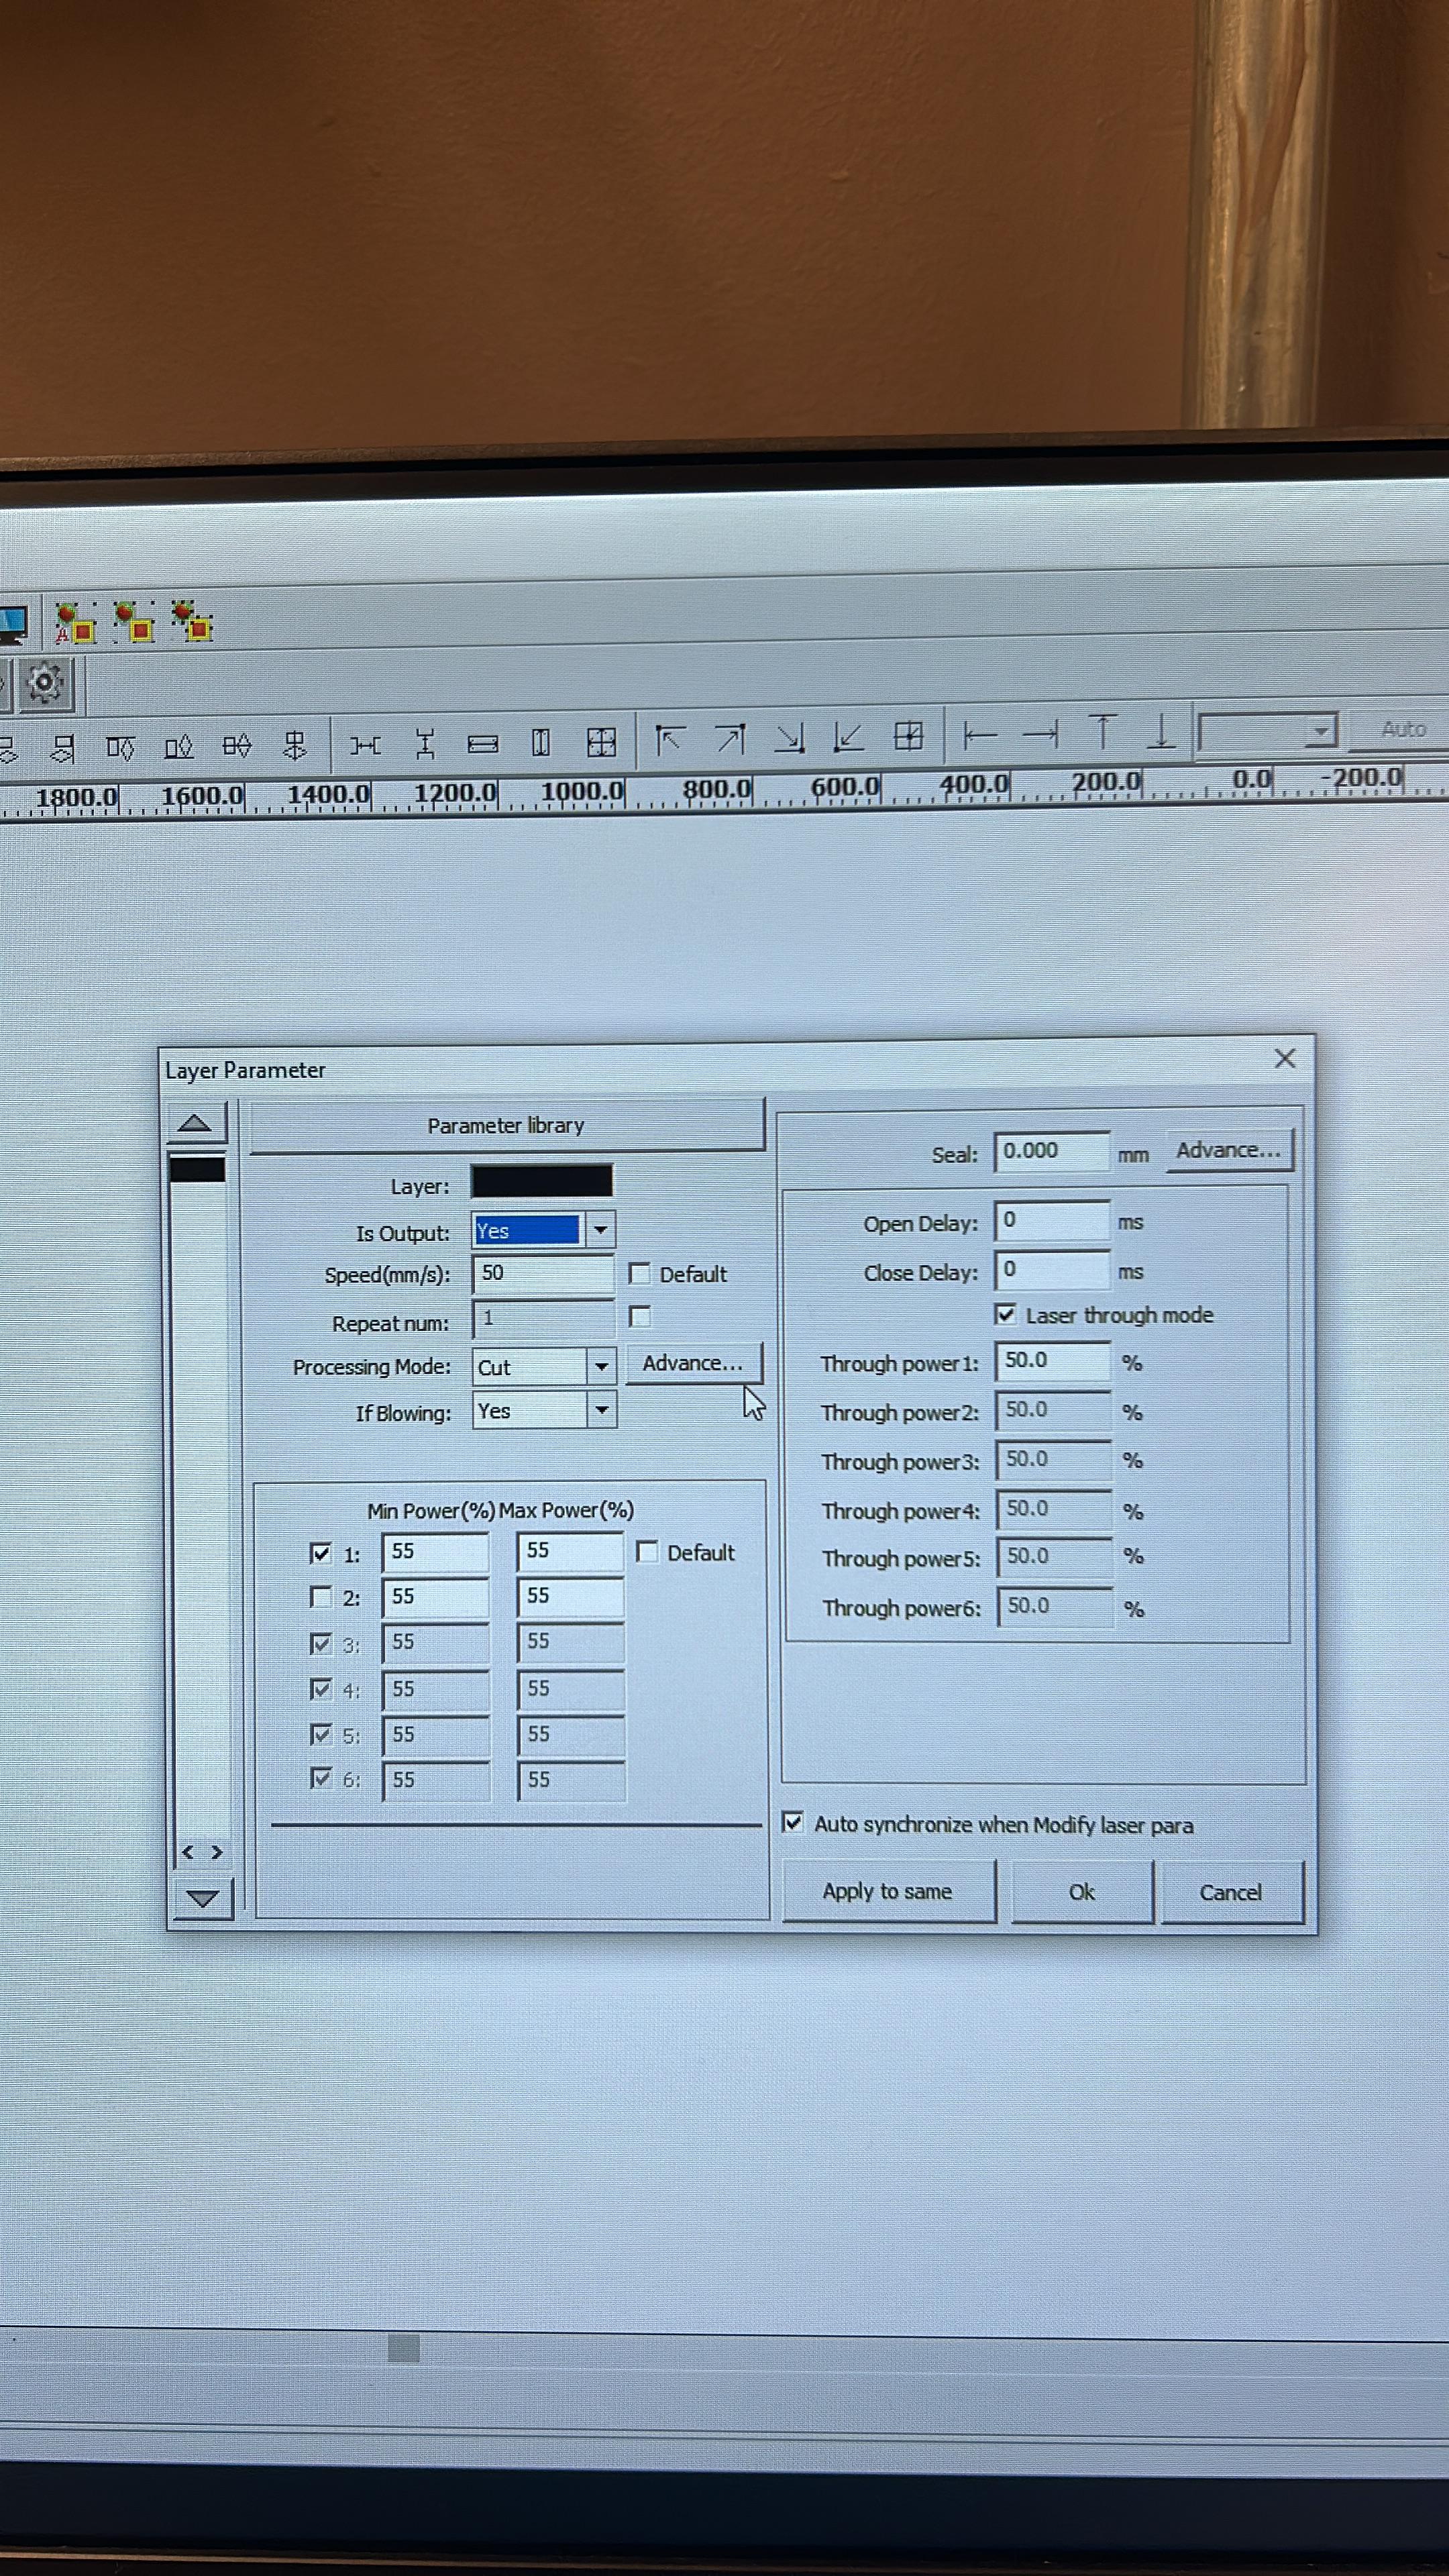 Auto
1800.0 1600.0 1400.0 1200.0 1000.0 800.0 600.0 400.0 200.0 0.0 -200.0
Layer Parameter
Parameter library
Layer:
Is Output: Yes
Speed(mm/s): 50 Default
Repeat num: 1
Processing Mode: Cut Advance...
If Blowing: Yes
Min Power(%) Max Power(%)
1: 55 55 Default
2: 55 55
3: 55 55
4: 55 55
5: 55 55
6: 55 55
Seal: 0.000 mm Advance...
Open Delay: 0 ms
Close Delay: 0 ms
Laser through mode
Through power1: 50.0 %
Through power2: 50.0 %
Through power3: 50.0 %
Through power4: 50.0 %
Through power5: 50.0 %
Through power6: 50.0 %
Auto synchronize when Modify laser para
Apply to same Ok Cancel